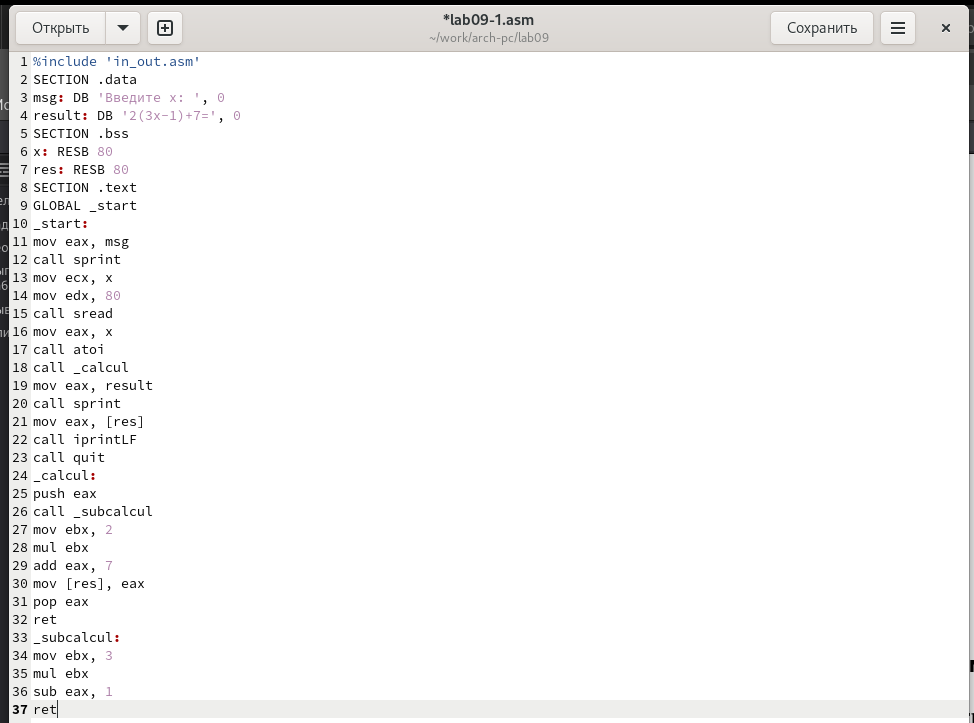 Открыть
*lab09-1.asm
~/work/arch-pc/lab09
Сохранить
1 %include 'in_out.asm'
2 SECTION .data
3 msg: DB 'Введите x: ', 0
4 result: DB '2(3x-1)+7=', 0
5 SECTION .bss
6 x: RESB 80
7 res: RESB 80
8 SECTION .text
9 GLOBAL _start
10 _start:
11 mov eax, msg
12 call sprint
13 mov ecx, x
14 mov edx, 80
15 call sread
16 mov eax, x
17 call atoi
18 call _calcul
19 mov eax, result
20 call sprint
21 mov eax, [res]
22 call iprintLF
23 call quit
24 _calcul:
25 push eax
26 call _subcalcul
27 mov ebx, 2
28 mul ebx
29 add eax, 7
30 mov [res], eax
31 pop eax
32 ret
33 _subcalcul:
34 mov ebx, 3
35 mul ebx
36 sub eax, 1
37 ret